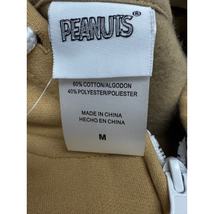 PEANUTS®
60% COTTON/ALGODON
40% POLYESTER/POLIESTER
MADE IN CHINA
HECHO EN CHINA
M